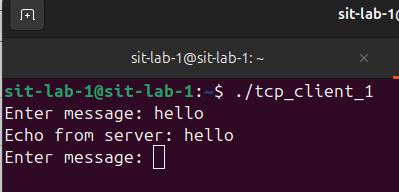 sit-lab-1@si
sit-lab-1@sit-lab-1: ~
sit-lab-1@sit-lab-1:~$ ./tcp_client_1
Enter message: hello
Echo from server: hello
Enter message: